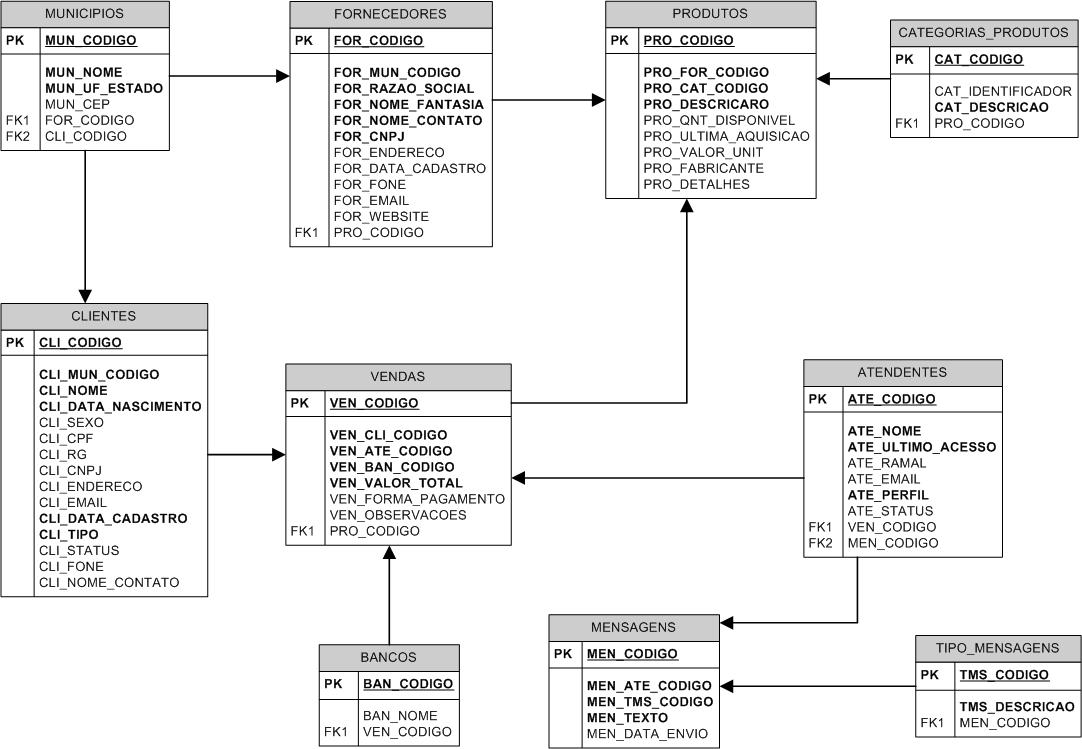 MUNICIPIOS
PK MUN_CODIGO
MUN_NOME
MUN_UF_ESTADO
MUN_CEP
FK1 FOR_CODIGO
FK2 CLI_CODIGO
FORNECEDORES
PK FOR_CODIGO
FOR_MUN_CODIGO
FOR_RAZAO_SOCIAL
FOR_NOME_FANTASIA
FOR_NOME_CONTATO
FOR_CNPJ
FOR_ENDERECO
FOR_DATA_CADASTRO
FOR_FONE
FOR_EMAIL
FOR_WEBSITE
FK1 PRO_CODIGO
PRODUTOS
PK PRO_CODIGO
PRO_FOR_CODIGO
PRO_CAT_CODIGO
PRO_DESCRICARO
PRO_QNT_DISPONIVEL
PRO_ULTIMA_AQUISICAO
PRO_VALOR_UNIT
PRO_FABRICANTE
PRO_DETALHES
CATEGORIAS_PRODUTOS
PK CAT_CODIGO
CAT_IDENTIFICADOR
CAT_DESCRICAO
FK1 PRO_CODIGO
CLIENTES
PK CLI_CODIGO
CLI_MUN_CODIGO
CLI_NOME
CLI_DATA_NASCIMENTO
CLI_SEXO
CLI_CPF
CLI_RG
CLI_CNPJ
CLI_ENDERECO
CLI_EMAIL
CLI_DATA_CADASTRO
CLI_TIPO
CLI_STATUS
CLI_FONE
CLI_NOME_CONTATO
VENDAS
PK VEN_CODIGO
VEN_CLI_CODIGO
VEN_ATE_CODIGO
VEN_BAN_CODIGO
VEN_VALOR_TOTAL
VEN_FORMA_PAGAMENTO
VEN_OBSERVACOES
FK1 PRO_CODIGO
ATENDENTES
PK ATE_CODIGO
ATE_NOME
ATE_ULTIMO_ACESSO
ATE_RAMAL
ATE_EMAIL
ATE_PERFIL
ATE_STATUS
FK1 VEN_CODIGO
FK2 MEN_CODIGO
BANCOS
PK BAN_CODIGO
BAN_NOME
FK1 VEN_CODIGO
MENSAGENS
PK MEN_CODIGO
MEN_ATE_CODIGO
MEN_TMS_CODIGO
MEN_TEXTO
MEN_DATA_ENVIO
TIPO_MENSAGENS
PK TMS_CODIGO
TMS_DESCRICAO
FK1 MEN_CODIGO